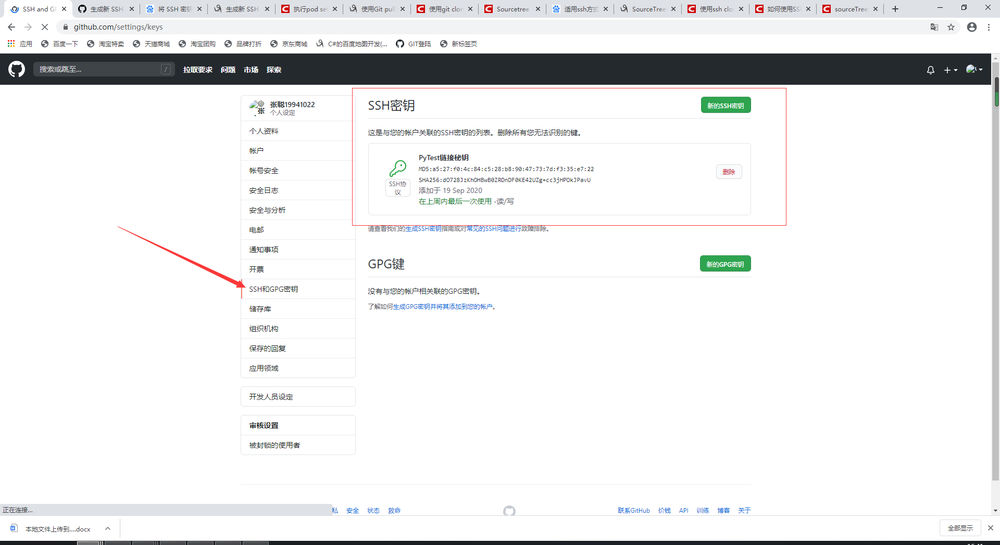 SSH and GP
生成新 SSH
将 SSH 密钥
生成新 SSH
执行pod se
使用Git pull
使用git clon
Sourcetree
适用ssh方式
SourceTree
使用ssh clo
如何使用SS
sourceTree
github.com/settings/keys
应用
百度一下
淘宝特卖
天猫商城
淘宝团购
品牌打折
京东商城
C#的百度地图开发(...
GIT登陆
新标签页
搜索或跳至...
/
拉取要求
问题
市场
探索
@
张
张聪19941022
个人设定
个人资料
帐户
帐号安全
安全日志
安全与分析
电邮
通知事项
开票
SSH和GPG密钥
储存库
组织机构
保存的回复
应用领域
开发人员设定
审核设置
被封锁的使用者
SSH密钥
新的SSH密钥
这是与您的帐户关联的SSH密钥的列表。删除所有您无法识别的键。
PyTest链接秘钥
MD5:a5:27:f0:4c:84:c5:28:b8:90:47:73:7d:f3:35:e7:22
SHA256:dO728JzKhOHBwB0ZRDnDF0KE42UZg+cc3jHPOkJPavU
SSH协
议
添加于 19 Sep 2020
在上周内最后一次使用 -读/写
删除
请查看我们的生成SSH密钥指南或对常见的SSH问题进行故障排除。
GPG键
新的GPG密钥
没有与您的帐户相关联的GPG密钥。
了解如何生成GPG密钥并将其添加到您的帐户。
私
安全
状态
救命
联系GitHub
价钱
API
训练
博客
关于
正在连接...
本地文件上传到....docx
全部显示